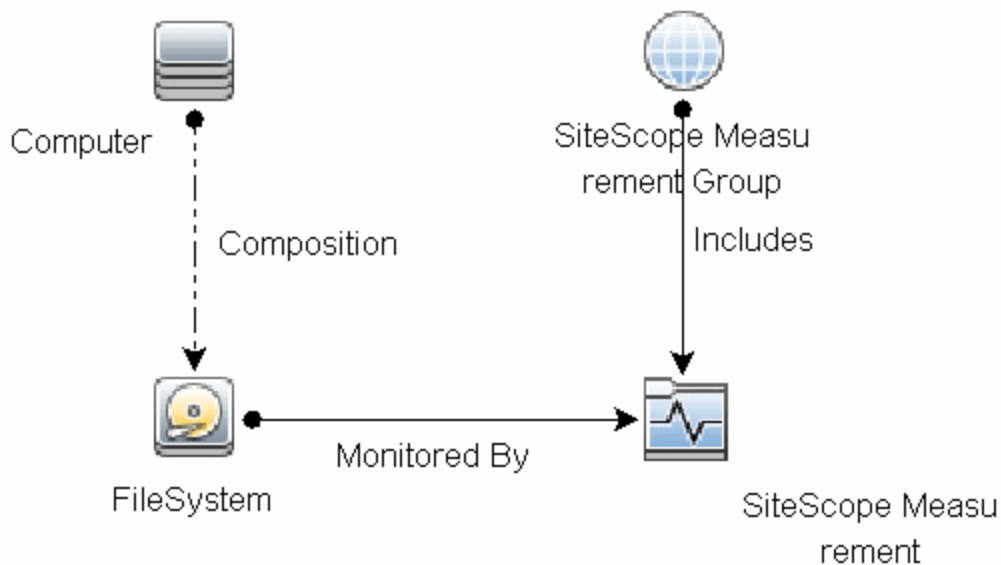 Computer
SiteScope Measu
rement Group
Composition
Includes
Monitored By
FileSystem
SiteScope Measu
rement